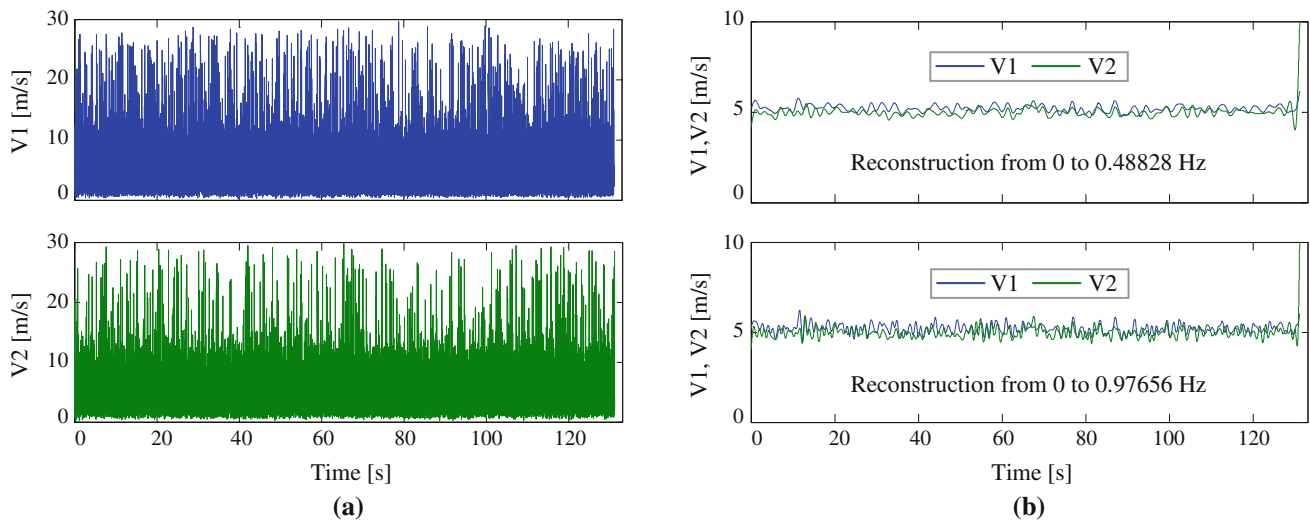 30
20
10
0
V1 [m/s]
30
20
10
0
V2 [m/s]
0 20 40 60 80 100 120
Time [s]
(a)
10
5
0
V1,V2 [m/s]
V1 V2
Reconstruction from 0 to 0.48828 Hz
10
5
0
V1, V2 [m/s]
V1 V2
Reconstruction from 0 to 0.97656 Hz
0 20 40 60 80 100 120
Time [s]
(b)